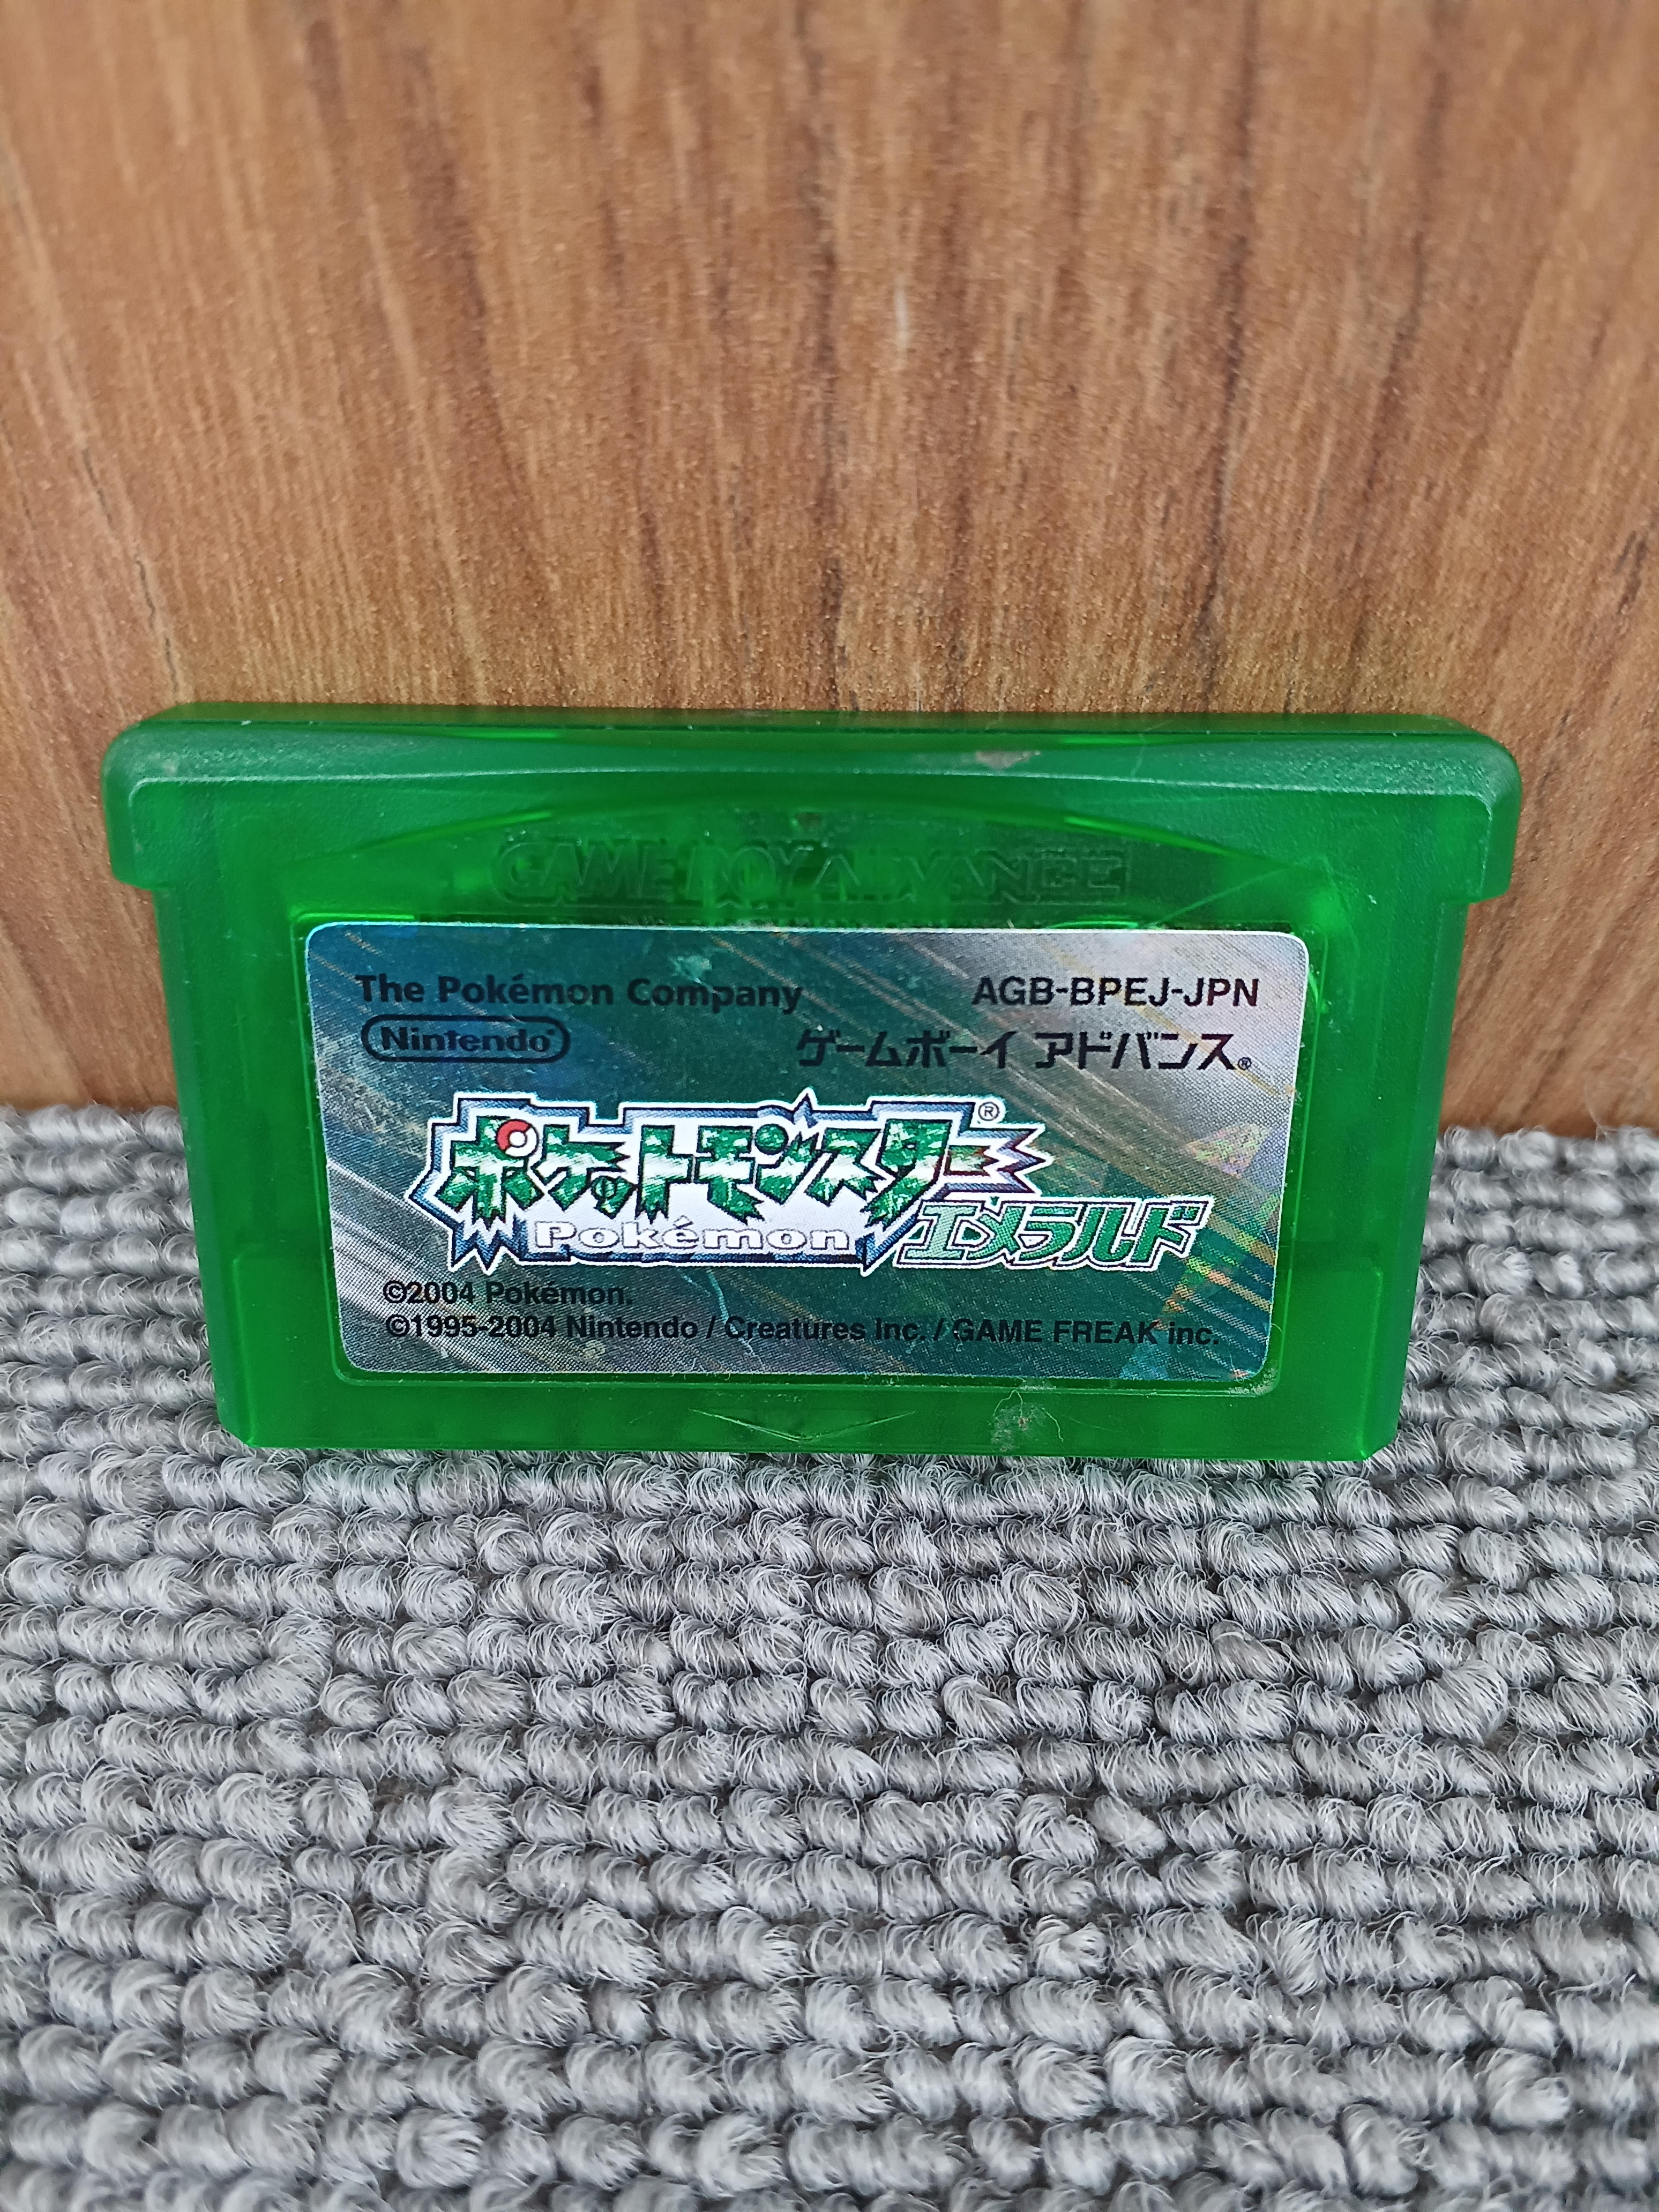 GAME BOY ADVANCE
The Pokémon Company AGB-BPEJ-JPN
Nintendo® ゲームボーイ アドバンス®
ポケットモンスター®
Pokémon エメラルド
©2004 Pokémon.
©1995-2004 Nintendo / Creatures Inc. / GAME FREAK inc.